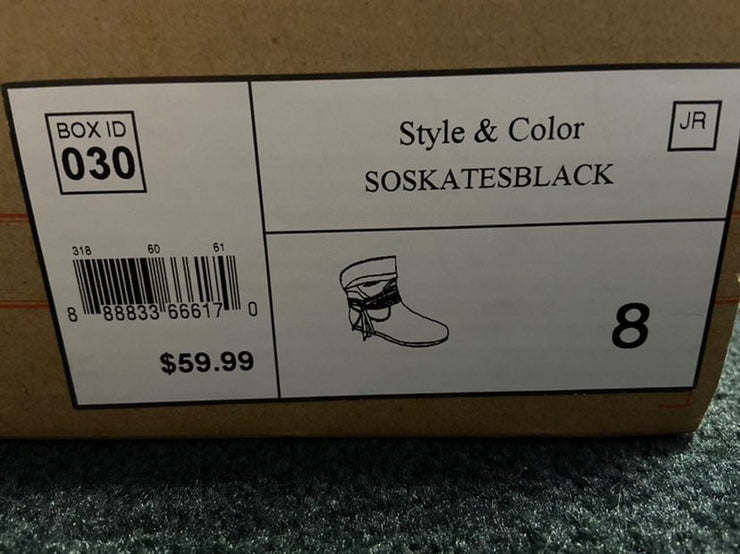 BOX ID
030
Style & Color
JR
SOSKATESBLACK
318 60 61
8 88833 66617 0
$59.99
8